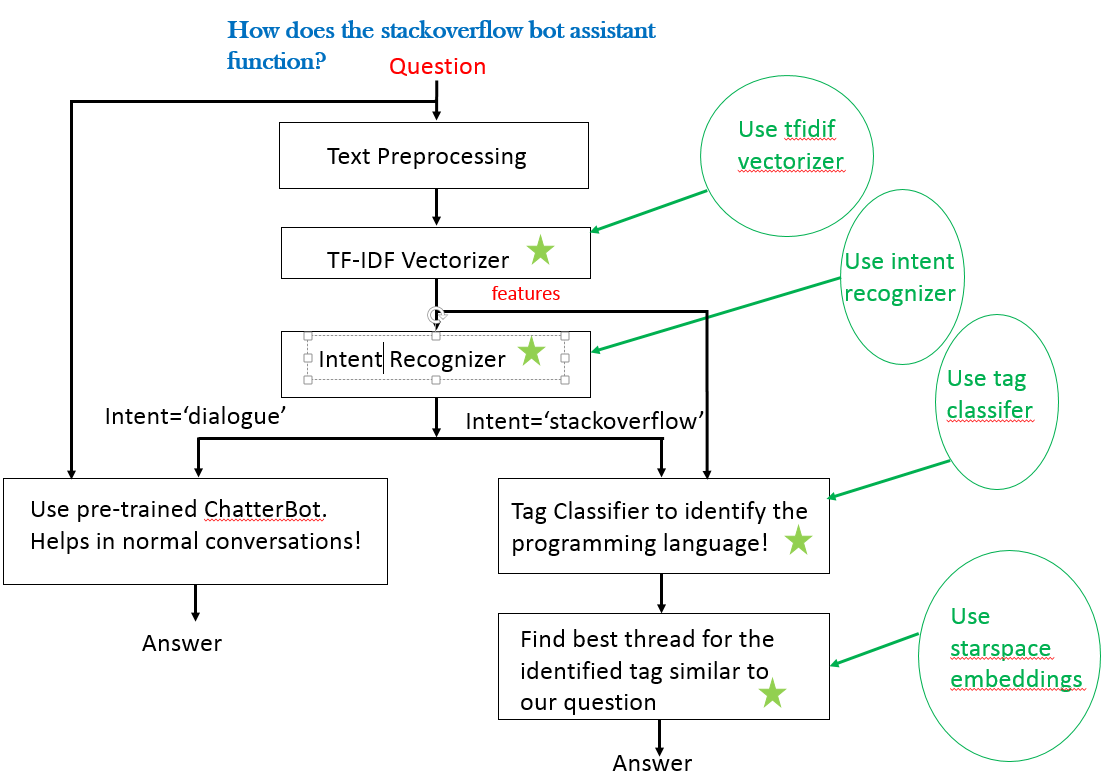 How does the stackoverflow bot assistant
function?
Question
Text Preprocessing
Use tfidif
vectorizer
TF-IDF Vectorizer
features
Use intent
recognizer
Intent Recognizer
Use tag
classifer
Intent=‘dialogue’
Intent=‘stackoverflow’
Use pre-trained ChatterBot.
Helps in normal conversations!
Tag Classifier to identify the
programming language!
Answer
Find best thread for the
identified tag similar to
our question
Use
starspace
embeddings
Answer